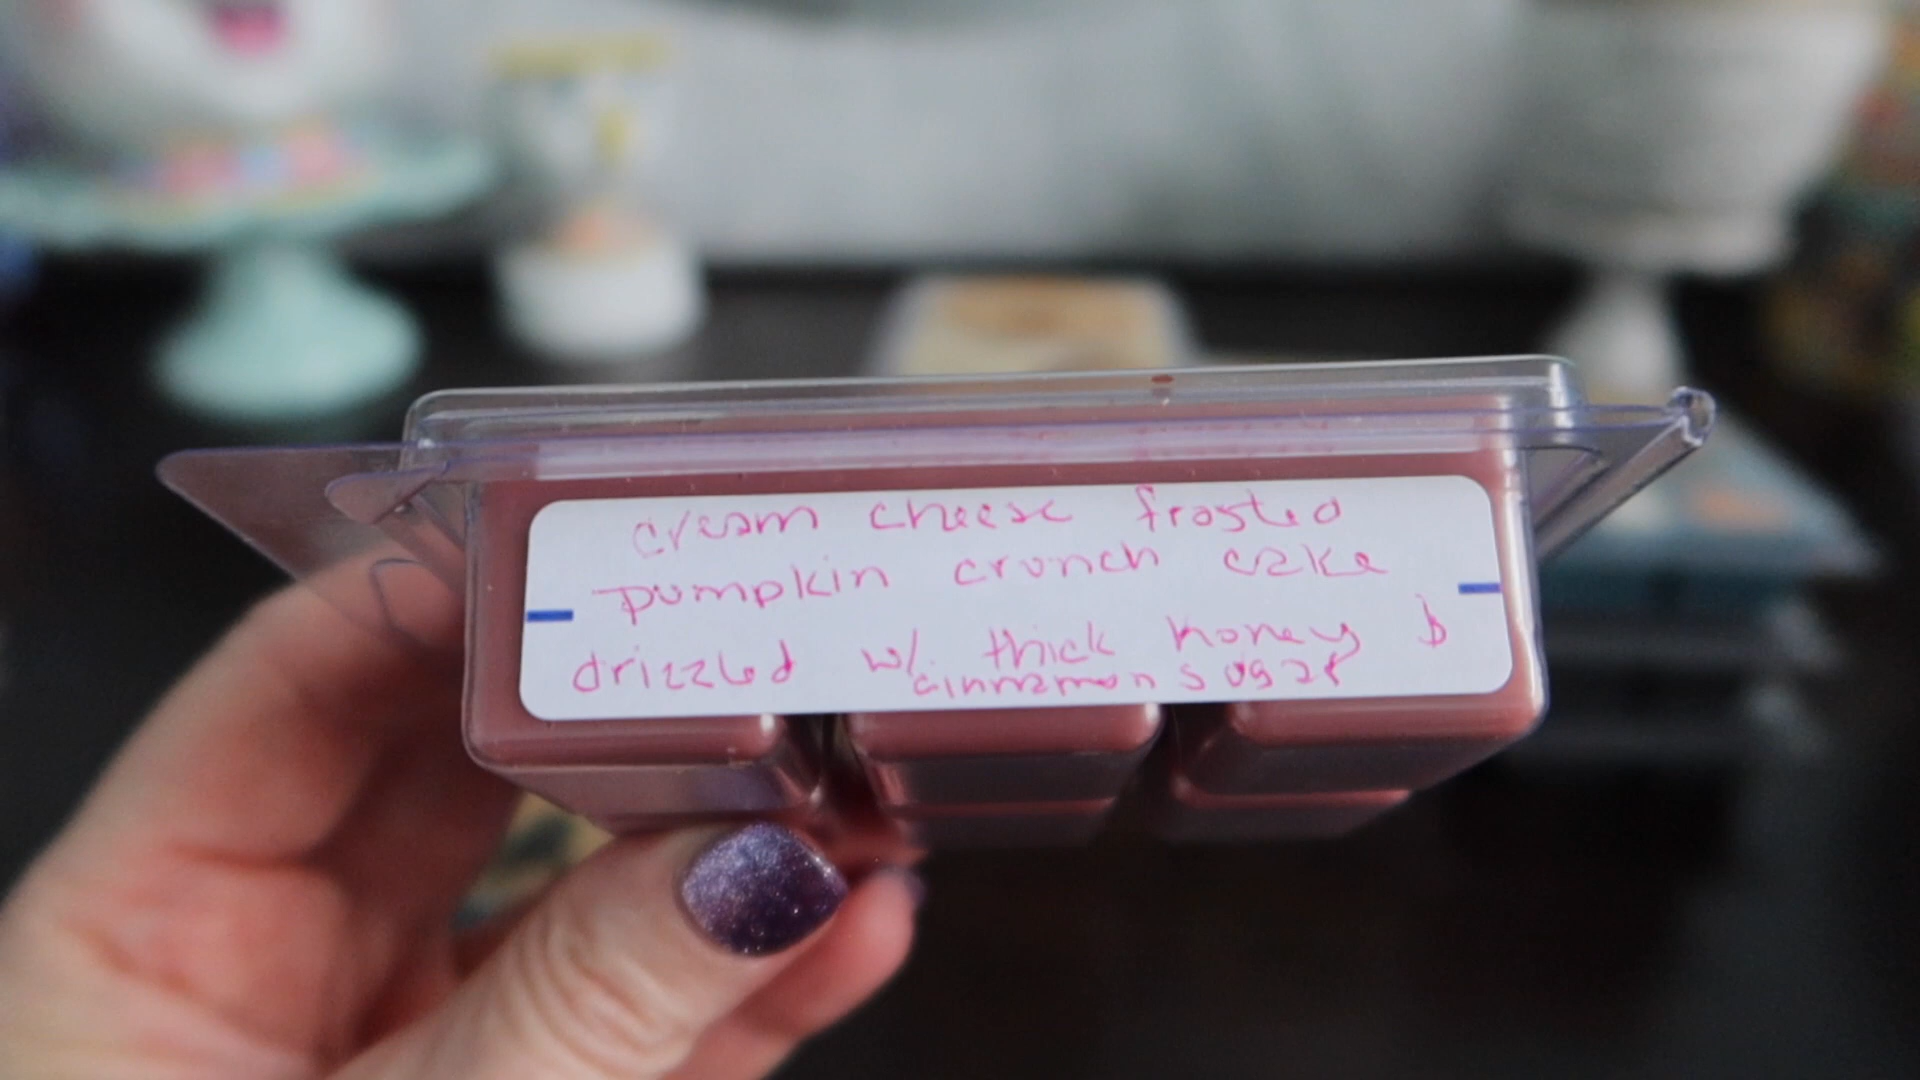 cream cheese frosted
pumpkin crunch cake
drizzled w/ thick honey &
cinnamon sugar